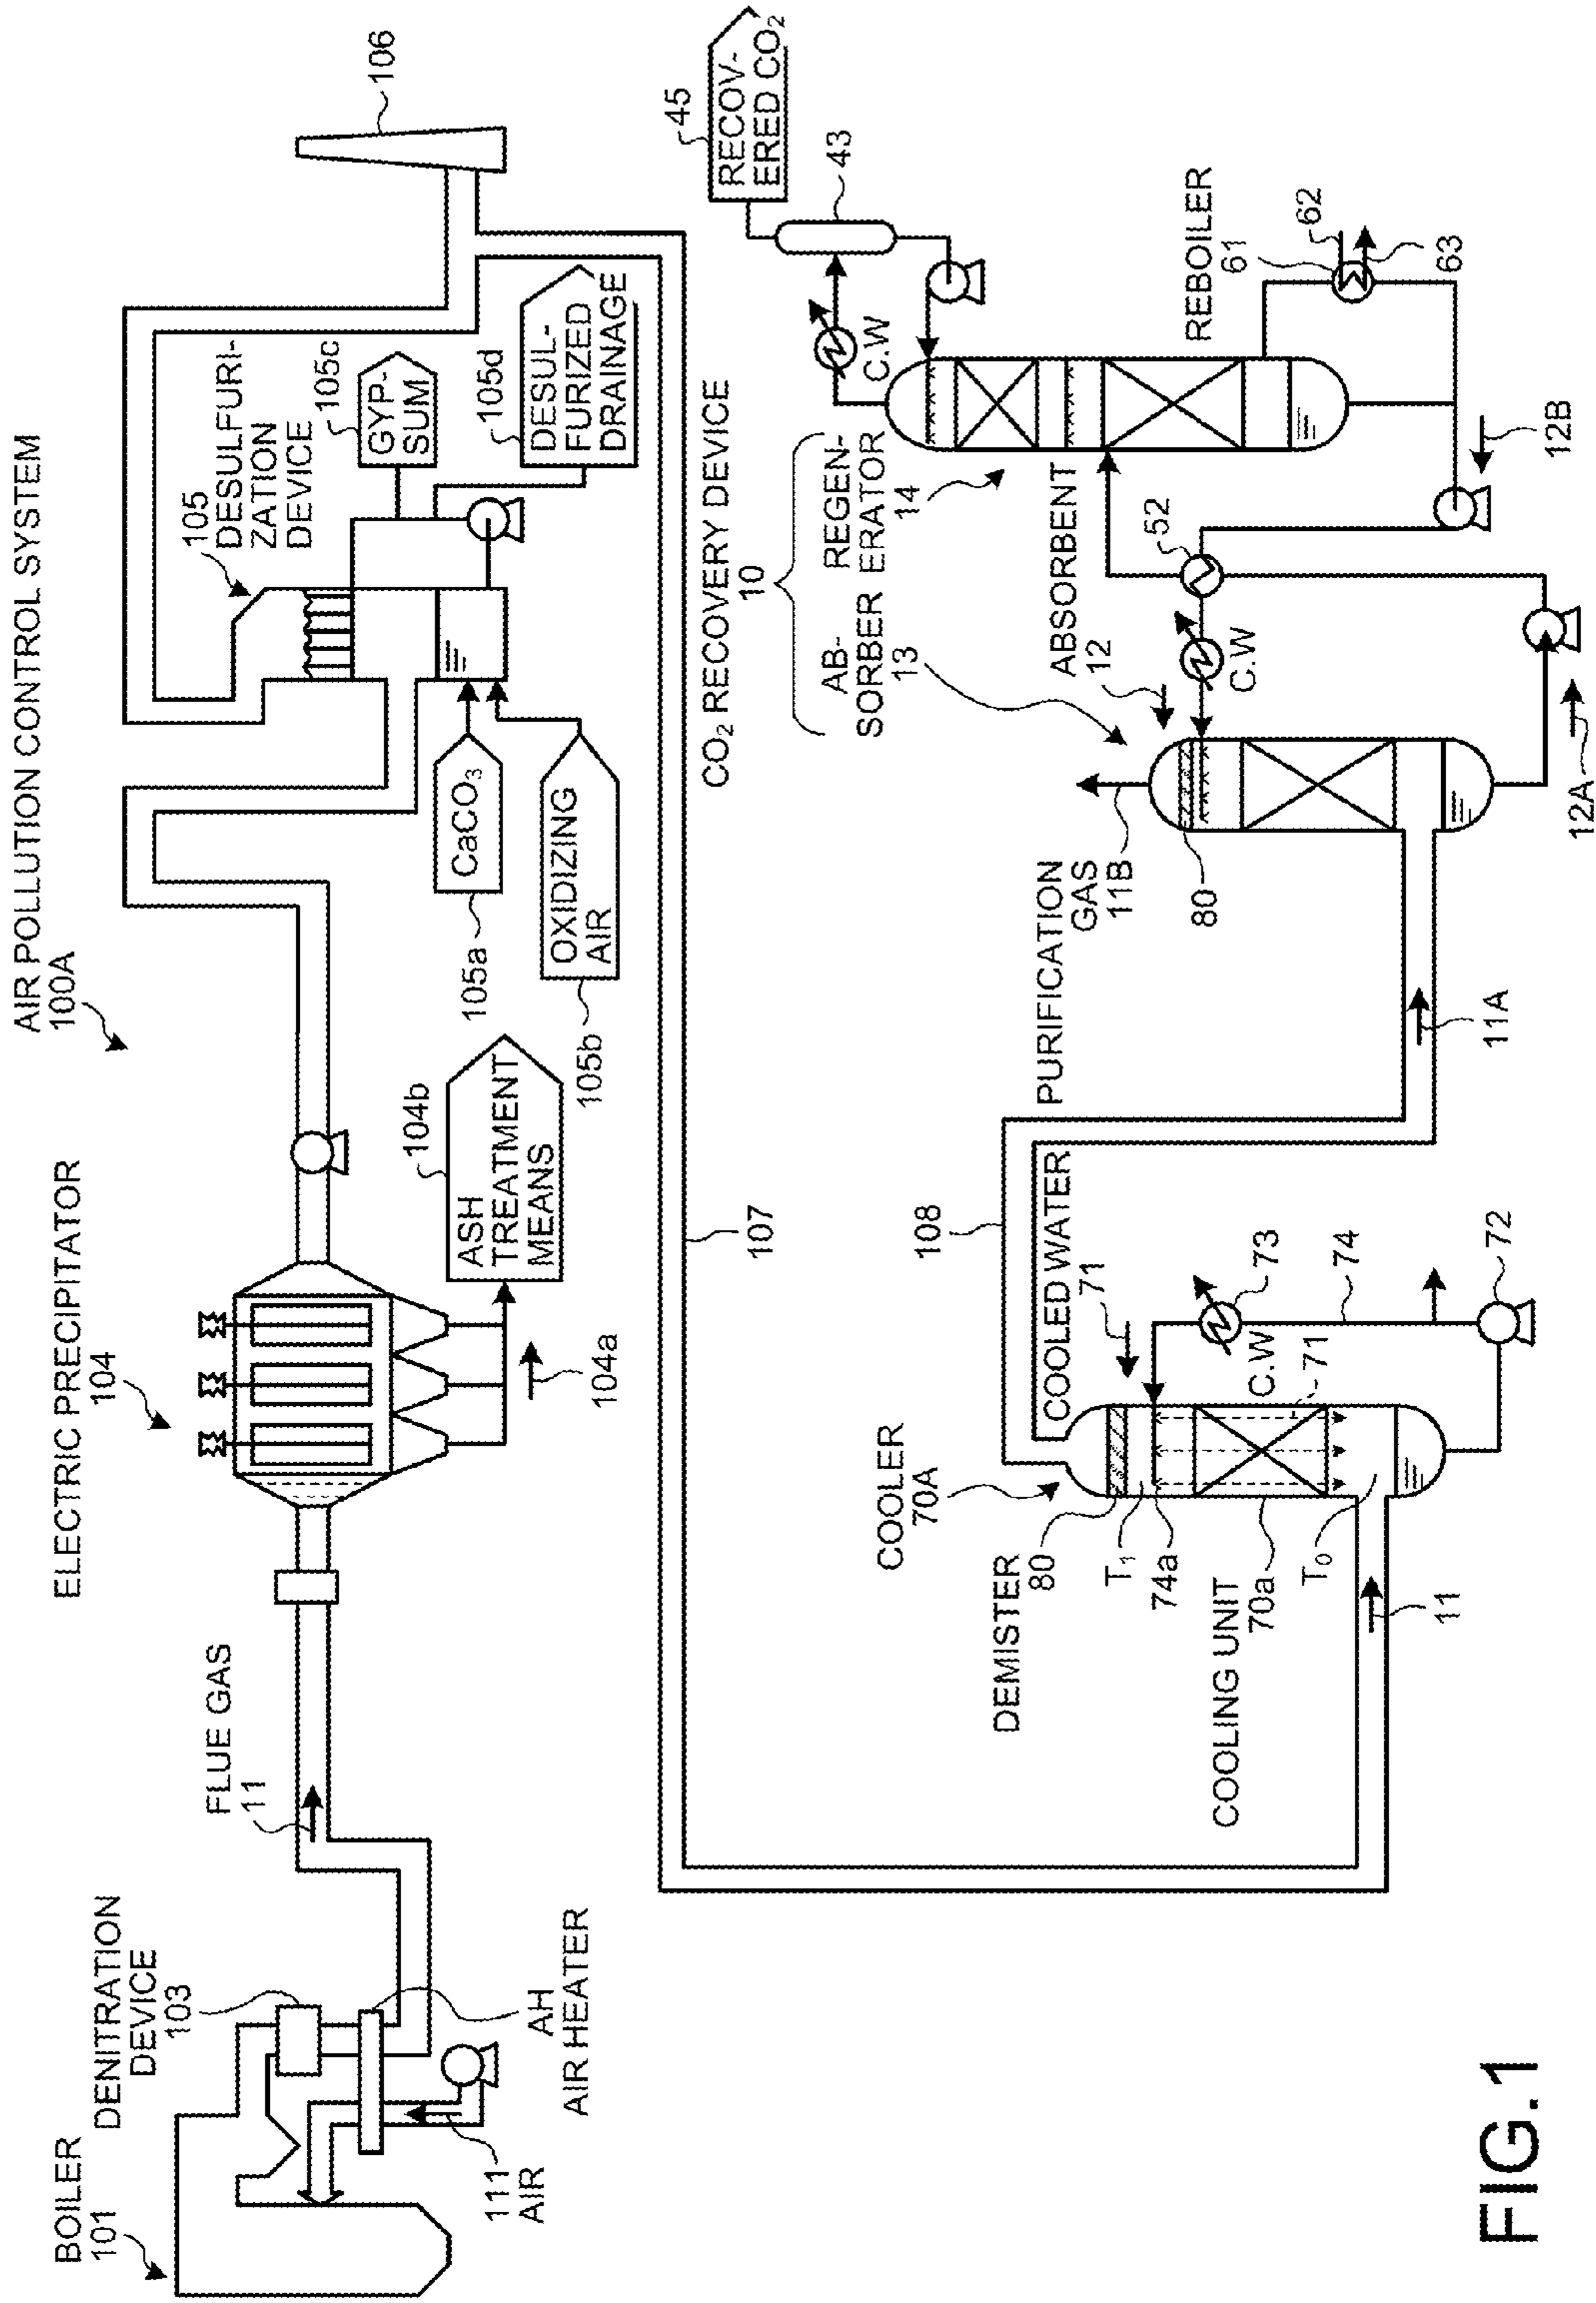 AIR POLLUTION CONTROL SYSTEM
100A
BOILER
101
DENITRATION
DEVICE
103
111
AIR
AH
AIR HEATER
FLUE GAS
11
ELECTRIC PRECIPITATOR
104
104a
104b
ASH
TREATMENT
MEANS
105
DESULFURI-
ZATION
DEVICE
105a
CaCO₃
105b
OXIDIZING
AIR
105c
GYP-
SUM
105d
DESUL-
FURIZED
DRAINAGE
106
107
108
COOLER
70A
COOLED WATER
71
DEMISTER
80
T₁
74a
COOLING UNIT
70a
T₀
11
C.W
71
73
74
72
11A
CO₂ RECOVERY DEVICE
10
AB-
SORBER
13
REGEN-
ERATOR
14
PURIFICATION
GAS
11B
80
ABSORBENT
12
C.W
52
12A
12B
REBOILER
61
62
63
C.W
43
45
RECOV-
ERED CO₂
FIG.1